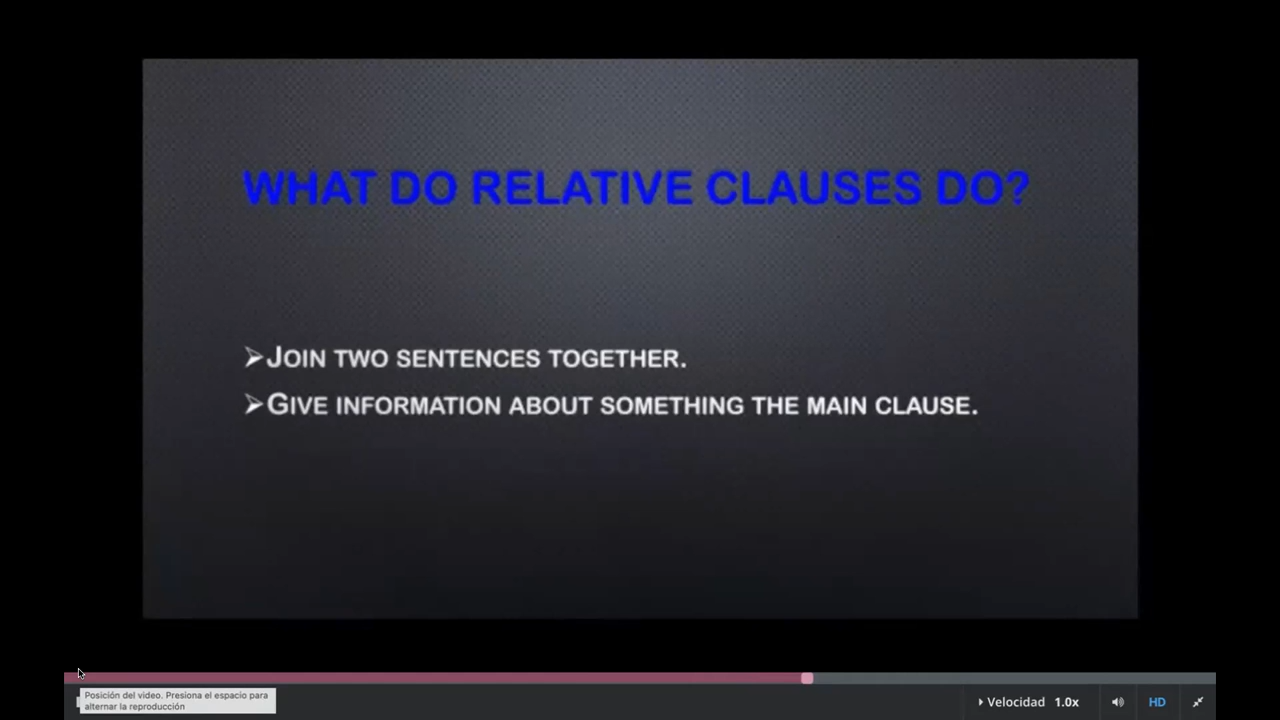 WHAT DO RELATIVE CLAUSES DO?
➢JOIN TWO SENTENCES TOGETHER.
➢GIVE INFORMATION ABOUT SOMETHING THE MAIN CLAUSE.
Posición del video. Presiona el espacio para
alternar la reproducción
Velocidad 1.0x HD